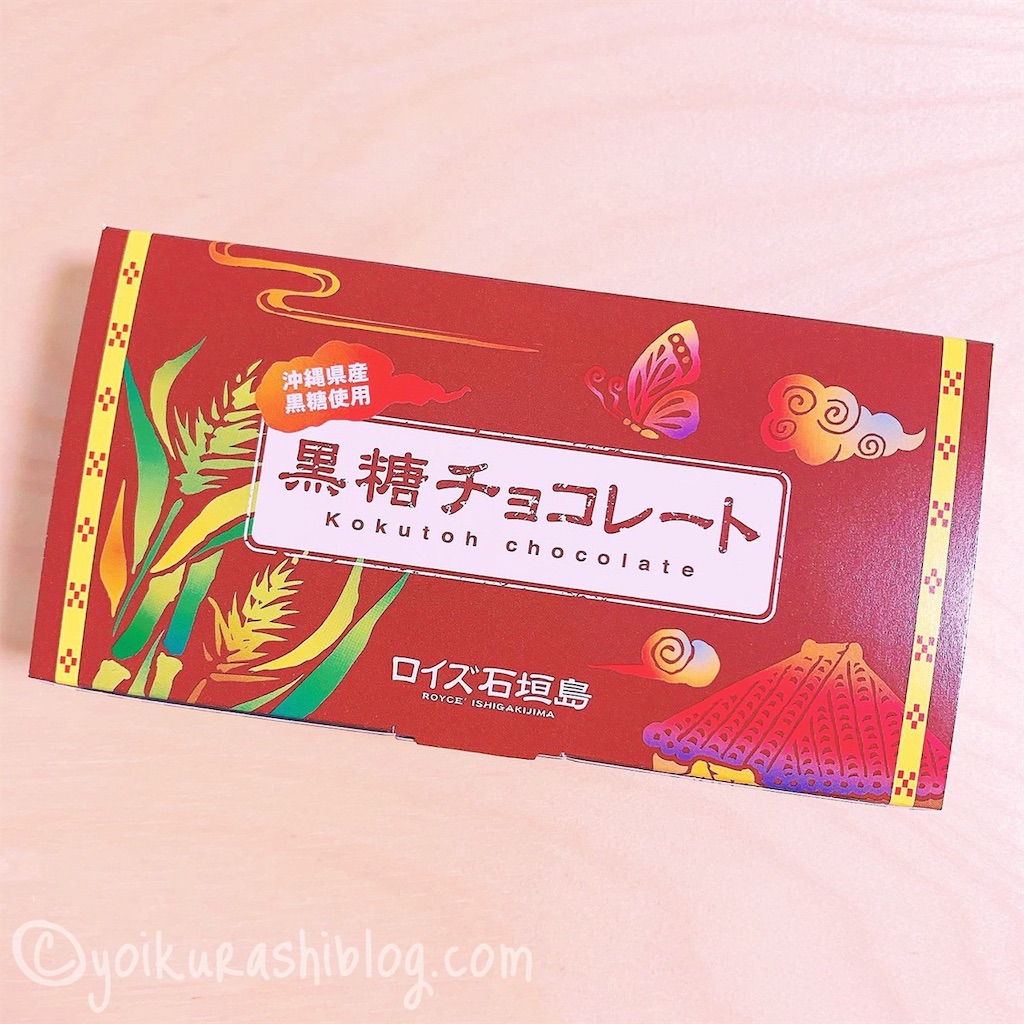 沖縄県産
黒糖使用
黒糖チョコレート
Kokutoh chocolate
ロイズ石垣島
ROYCE' ISHIGAKIJIMA
©yoikurashiblog.com